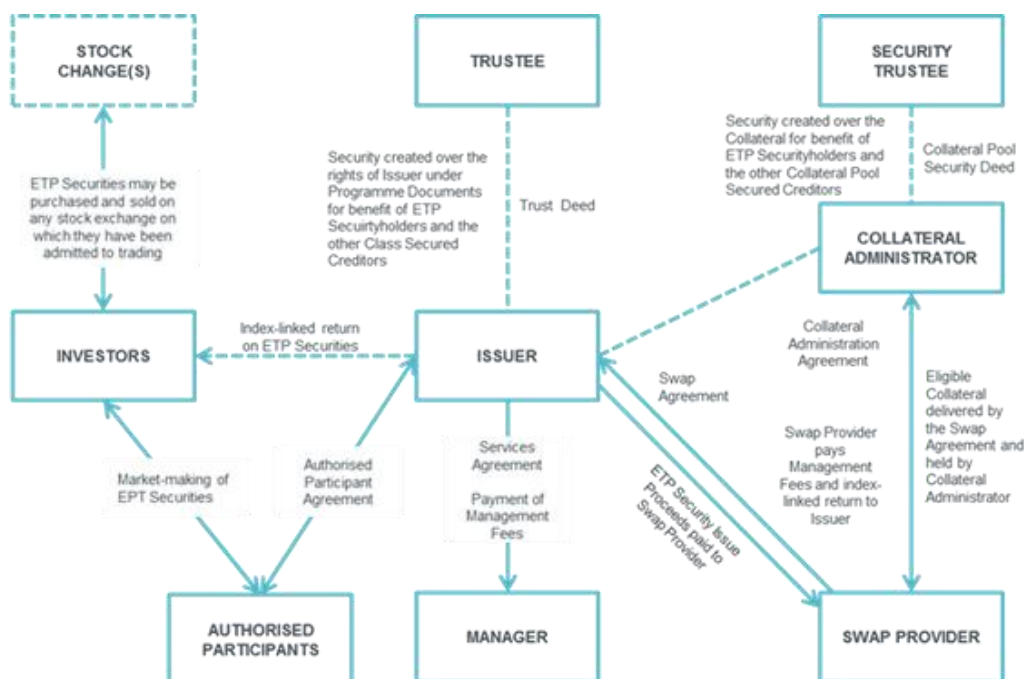 STOCK
CHANGE(S)
TRUSTEE
SECURITY
TRUSTEE
ETP Securities may be
purchased and sold on
any stock exchange on
which they have been
admitted to trading
Security created over the
rights of Issuer under
Programme Documents
for benefit of ETP
Secuirtyholders and the
other Class Secured
Creditors
Trust Deed
Security created over the
Collateral for benefit of
ETP Securityholders and
the other Collateral Pool
Secured Creditors
Collateral Pool
Security Deed
COLLATERAL
ADMINISTRATOR
INVESTORS
Index-linked return
on ETP Securities
ISSUER
Swap
Agreement
Collateral
Administration
Agreement
Eligible
Collateral
delivered by
the Swap
Agreement and
held by
Collateral
Administrator
Market-making of
EPT Securities
Authorised
Participant
Agreement
Services
Agreement
Payment of
Management
Fees
ETP Security Issue
Proceeds paid to
Swap Provider
Swap Provider
pays
Management
Fees and index-
linked return to
Issuer
AUTHORISED
PARTICIPANTS
MANAGER
SWAP PROVIDER